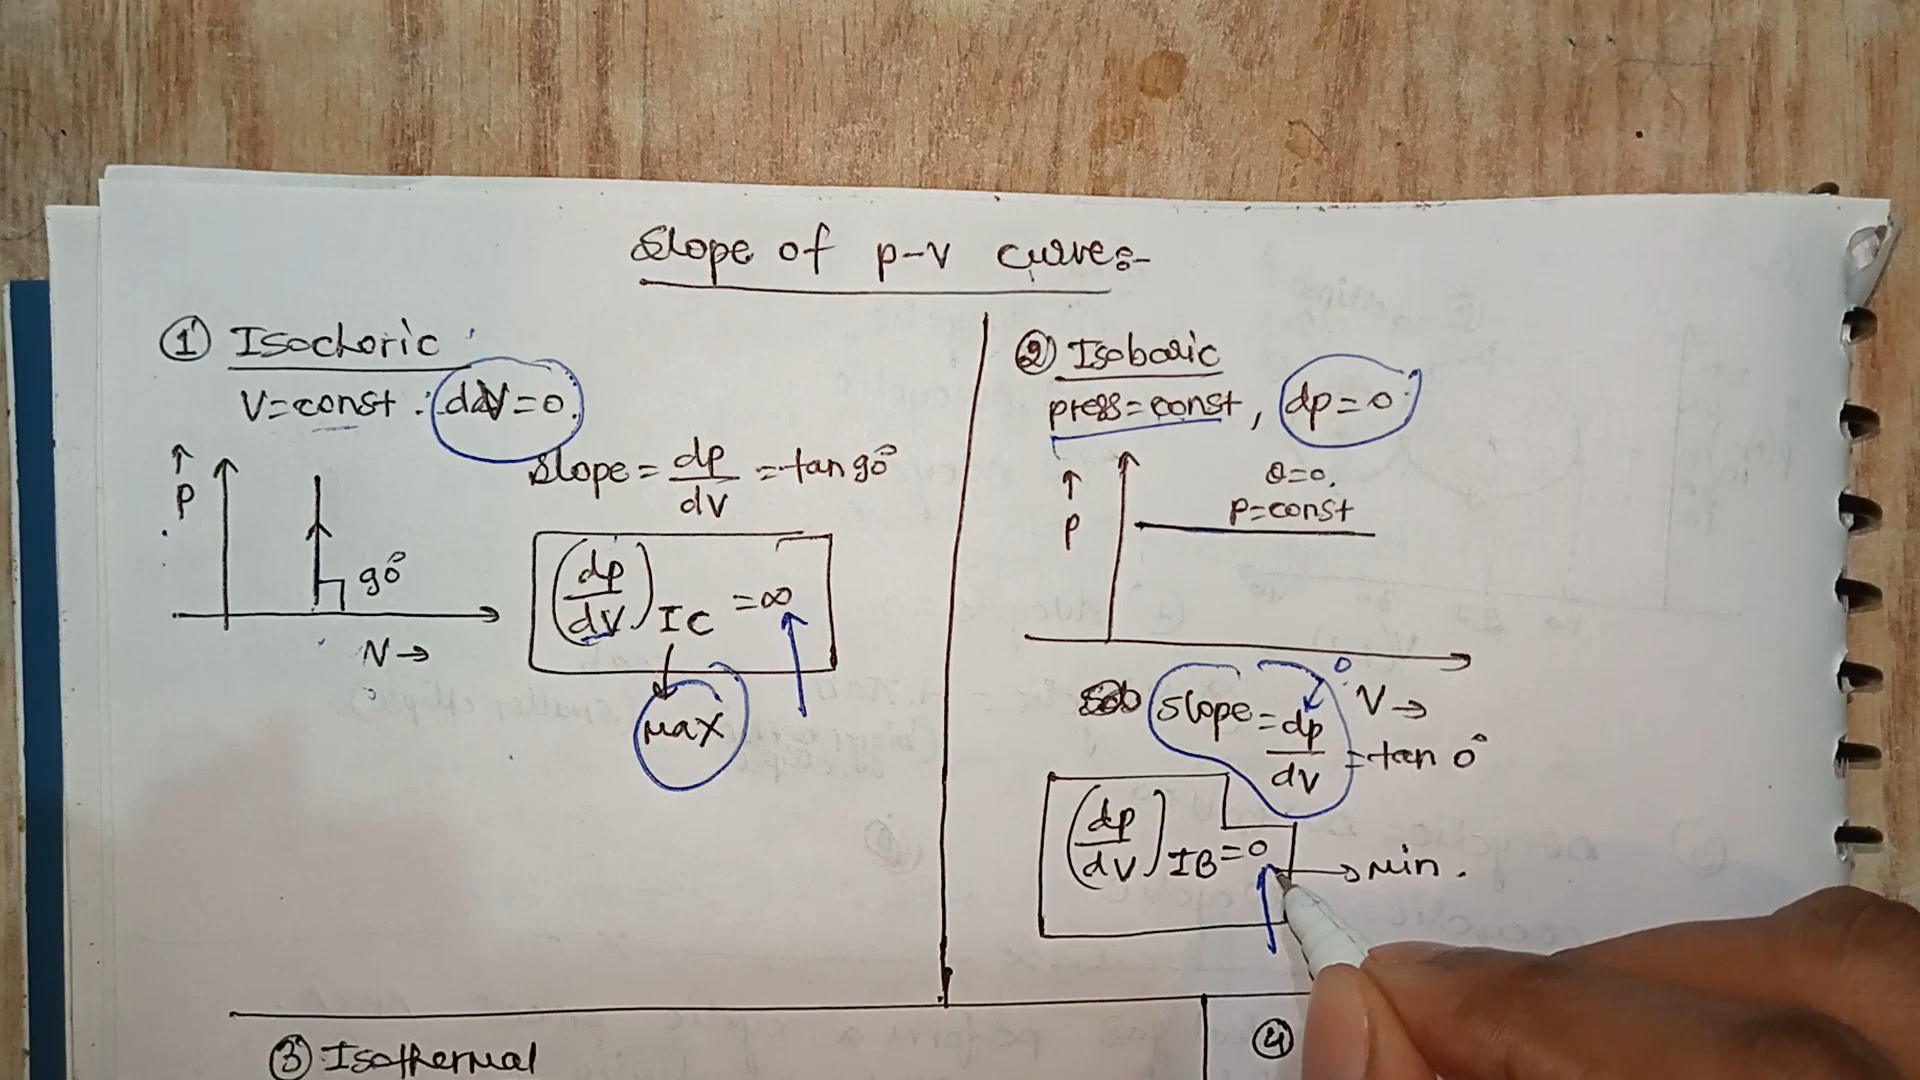 Slope of p-v curves:-
① Isochoric
V=const ∴ dV=0.
↑
P
90°
V→
Slope = dp/dV = tan 90°
(dp/dV) IC = ∞
Max
② Isobaric
press=const, dp=0
↑
P
θ=0.
P=const
V→
0
Slope = dp/dV = tan 0°
(dp/dV) IB = 0 → Min.
③ Isothermal
④